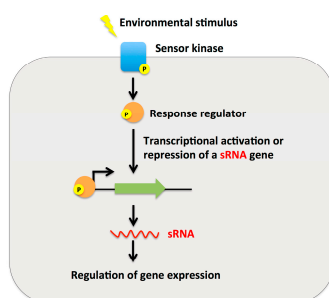 Environmental stimulus
Sensor kinase
P
P
Response regulator
Transcriptional activation or
repression of a sRNA gene
P
sRNA
Regulation of gene expression